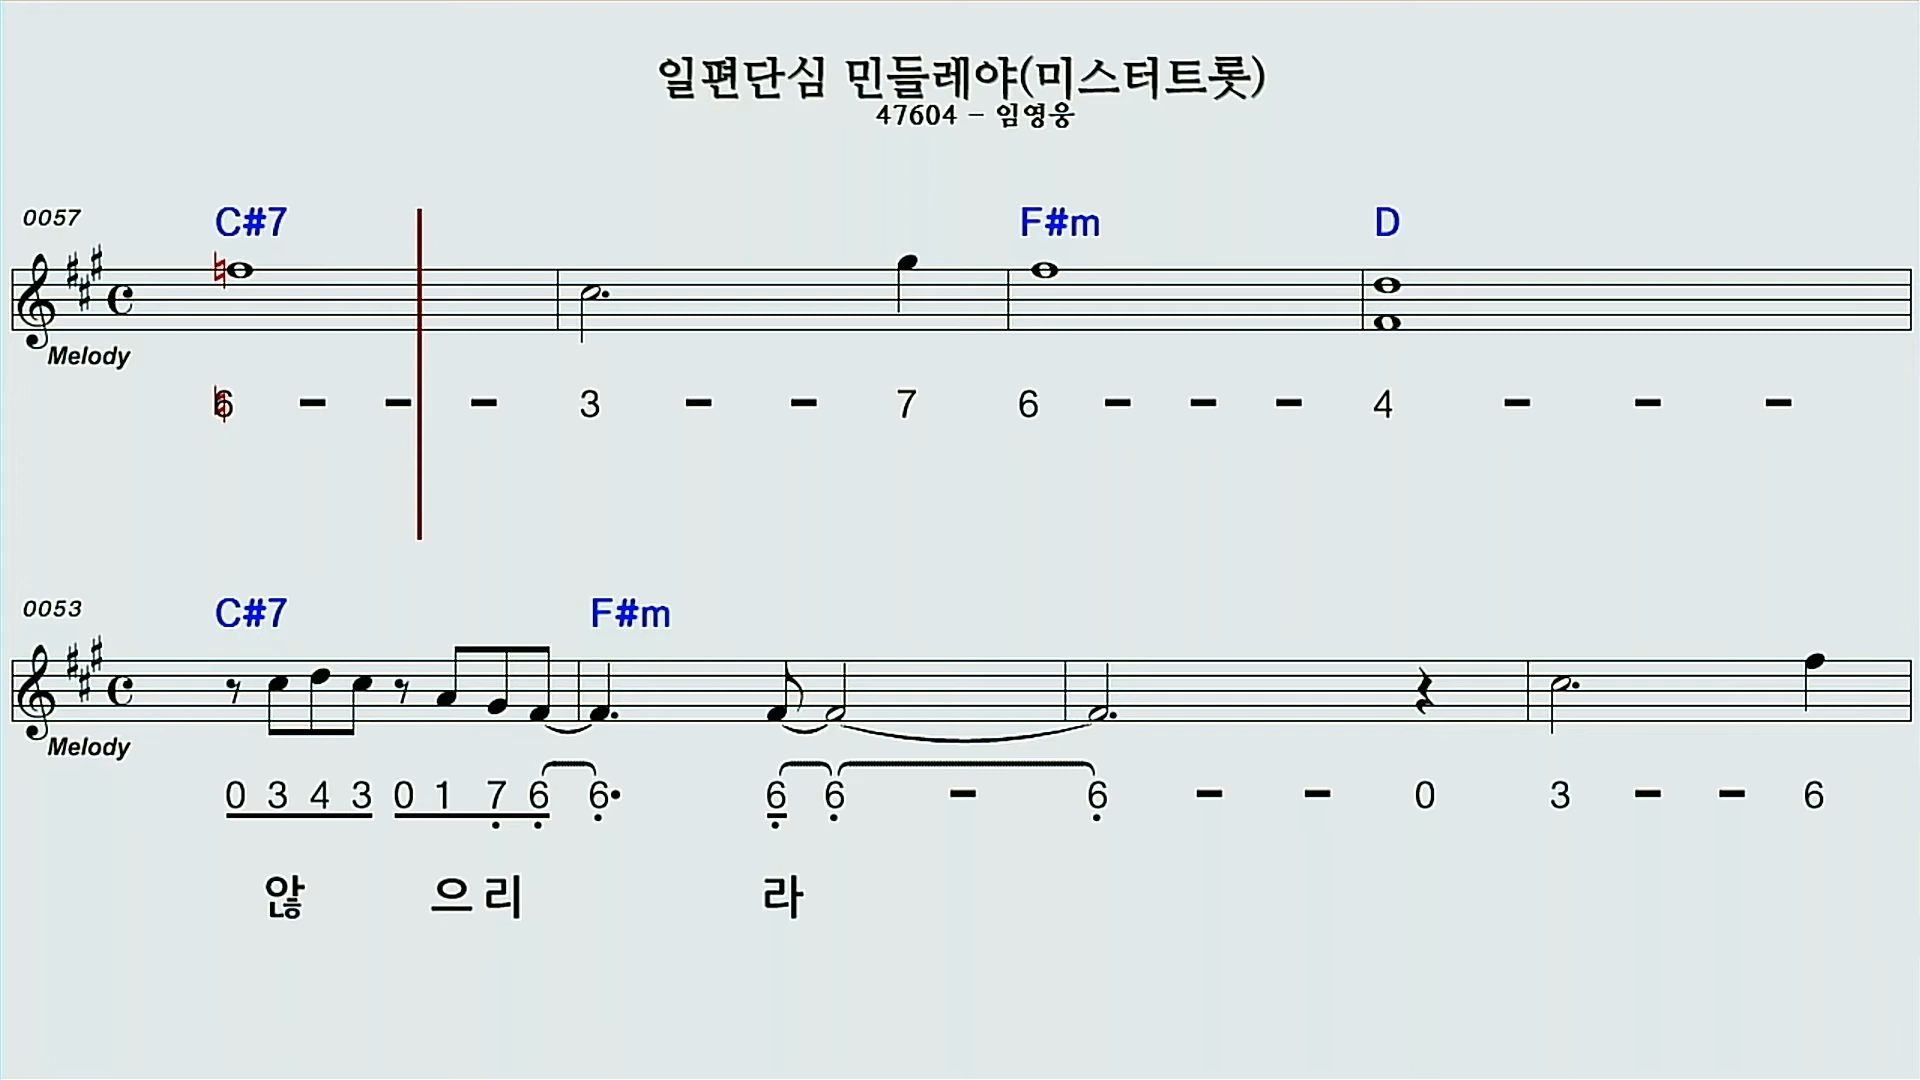 일편단심 민들레야(미스터트롯)
47604 - 임영웅
0057
C#7 F#m D
Melody
6 - - - 3 - - 7 6 - - - 4 - - -
0053
C#7 F#m
Melody
0 3 4 3 0 1 7 6 6• 6 6 - 6 - - 0 3 - - 6
않 으 리 라